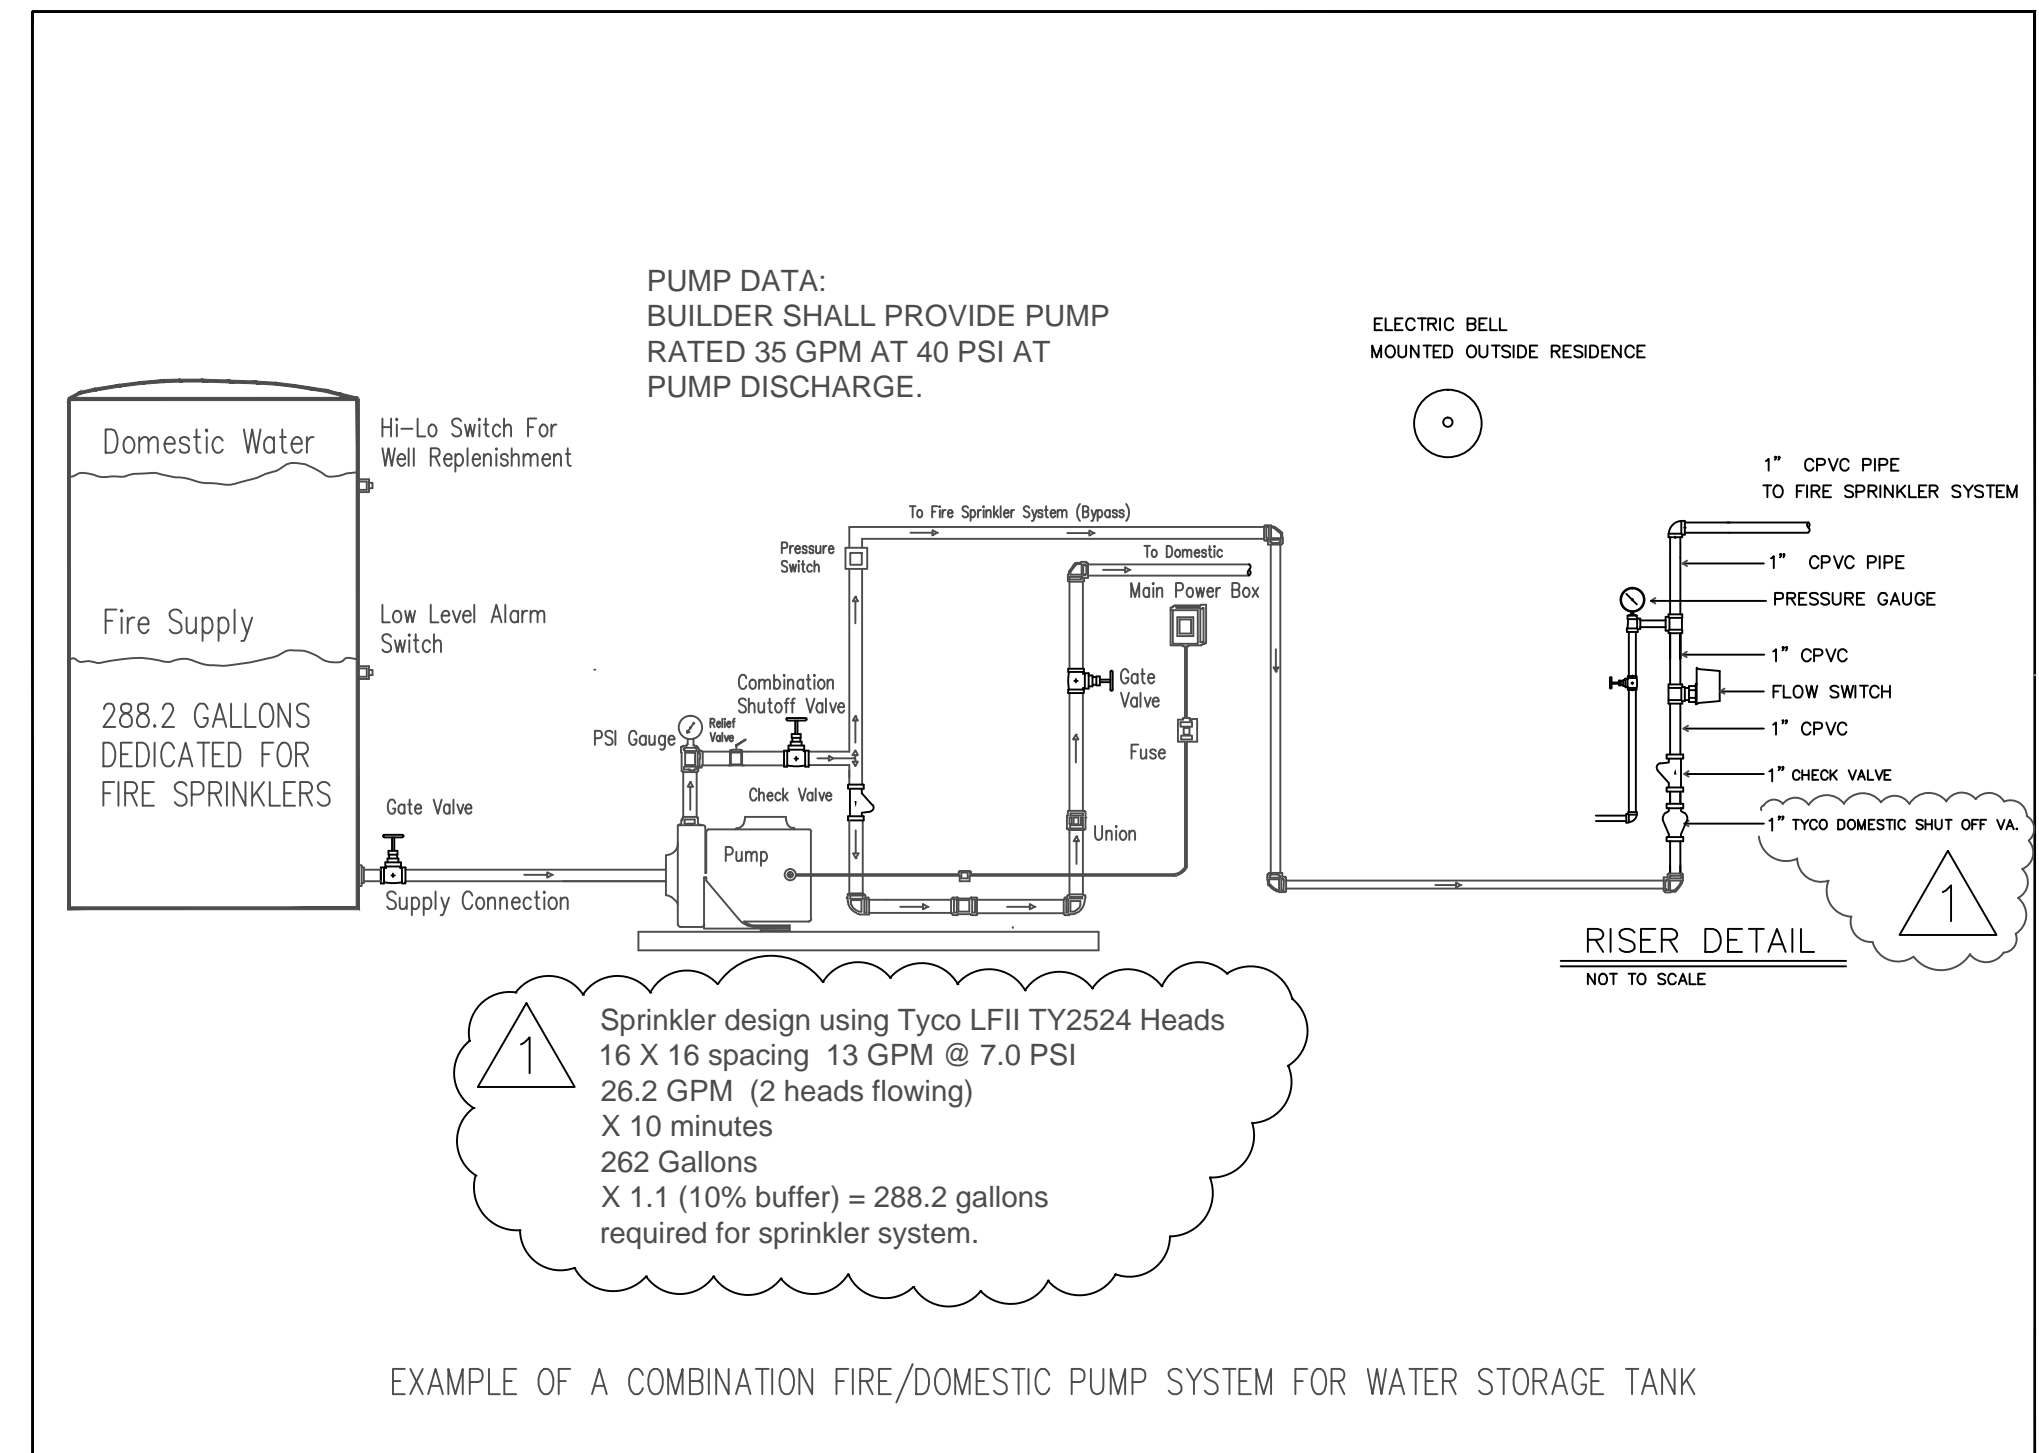 PUMP DATA:
BUILDER SHALL PROVIDE PUMP
RATED 35 GPM AT 40 PSI AT
PUMP DISCHARGE.
ELECTRIC BELL
MOUNTED OUTSIDE RESIDENCE
Domestic Water
Hi-Lo Switch For
Well Replenishment
Fire Supply
Low Level Alarm
Switch
288.2 GALLONS
DEDICATED FOR
FIRE SPRINKLERS
Gate Valve
Supply Connection
PSI Gauge
Relief
Valve
Combination
Shutoff Valve
Pressure
Switch
To Fire Sprinkler System (Bypass)
To Domestic
Main Power Box
Gate
Valve
Fuse
Check Valve
Union
Pump
1" CPVC PIPE
TO FIRE SPRINKLER SYSTEM
1" CPVC PIPE
PRESSURE GAUGE
1" CPVC
FLOW SWITCH
1" CPVC
1" CHECK VALVE
1" TYCO DOMESTIC SHUT OFF VA.
1
RISER DETAIL
NOT TO SCALE
1
Sprinkler design using Tyco LFII TY2524 Heads
16 X 16 spacing 13 GPM @ 7.0 PSI
26.2 GPM (2 heads flowing)
X 10 minutes
262 Gallons
X 1.1 (10% buffer) = 288.2 gallons
required for sprinkler system.
EXAMPLE OF A COMBINATION FIRE/DOMESTIC PUMP SYSTEM FOR WATER STORAGE TANK